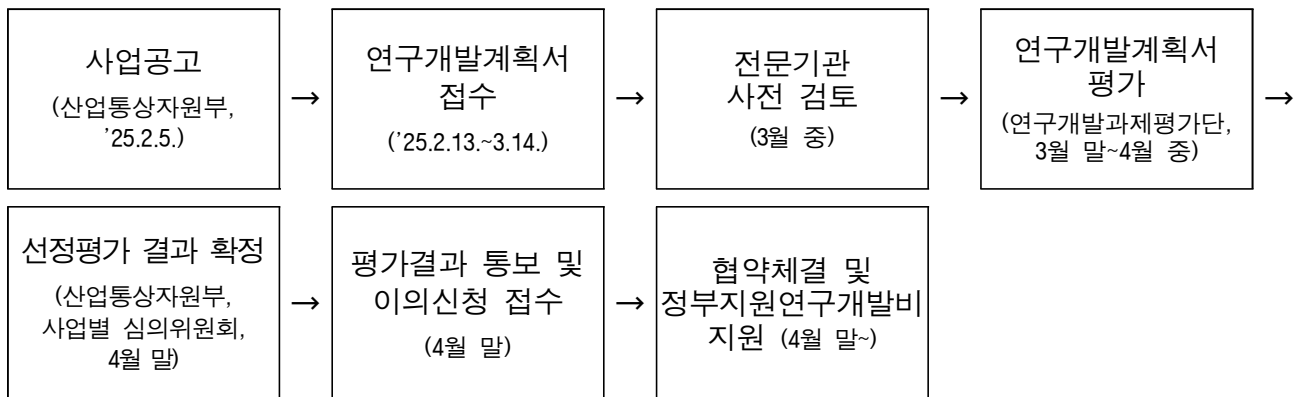 사업공고
(산업통상자원부,
'25.2.5.)
→
연구개발계획서
접수
('25.2.13.~3.14.)
→
전문기관
사전 검토
(3월 중)
→
연구개발계획서
평가
(연구개발과제평가단,
3월 말~4월 중)
→
선정평가 결과 확정
(산업통상자원부,
사업별 심의위원회,
4월 말)
→
평가결과 통보 및
이의신청 접수
(4월 말)
→
협약체결 및
정부지원연구개발비
지원 (4월 말~)